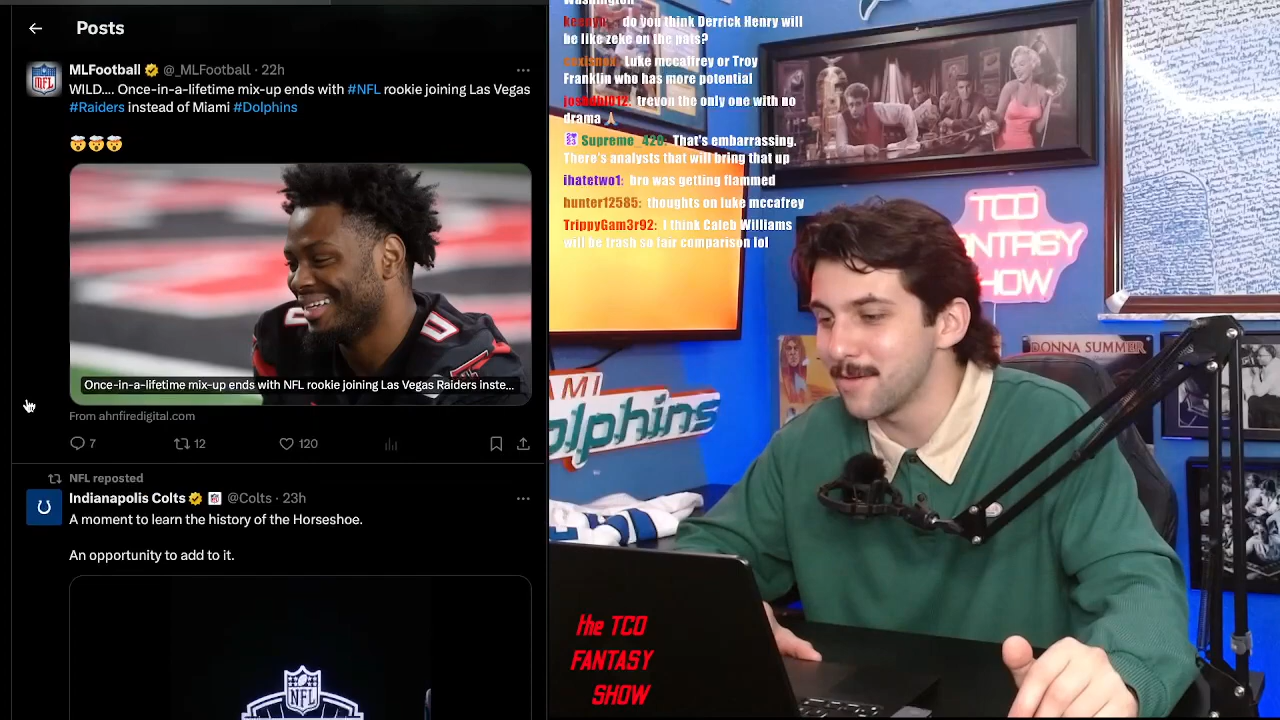 Posts
MLFootball @_MLFootball · 22h
WILD.... Once-in-a-lifetime mix-up ends with #NFL rookie joining Las Vegas
#Raiders instead of Miami #Dolphins
Once-in-a-lifetime mix-up ends with NFL rookie joining Las Vegas Raiders inste...
From ahnfiredigital.com
7 12 120
NFL reposted
Indianapolis Colts @Colts · 23h
A moment to learn the history of the Horseshoe.
An opportunity to add to it.
NFL
Washington
do you think Derrick Henry will
be like zeke on the pats?
Luke mccaffrey or Troy
Franklin who has more potential
trevon the only one with no
drama 🙏
Supreme_420: That's embarrassing.
There's analysts that will bring that up
ihatetwo1: bro was getting flammed
hunter12585: thoughts on luke mccafrey
TrippyGam3r92: I think Caleb Williams
will be trash so fair comparison lol
TCO
FANTASY
SHOW
DONNA SUMMER
AMI
olphins
the TCO
FANTASY
SHOW